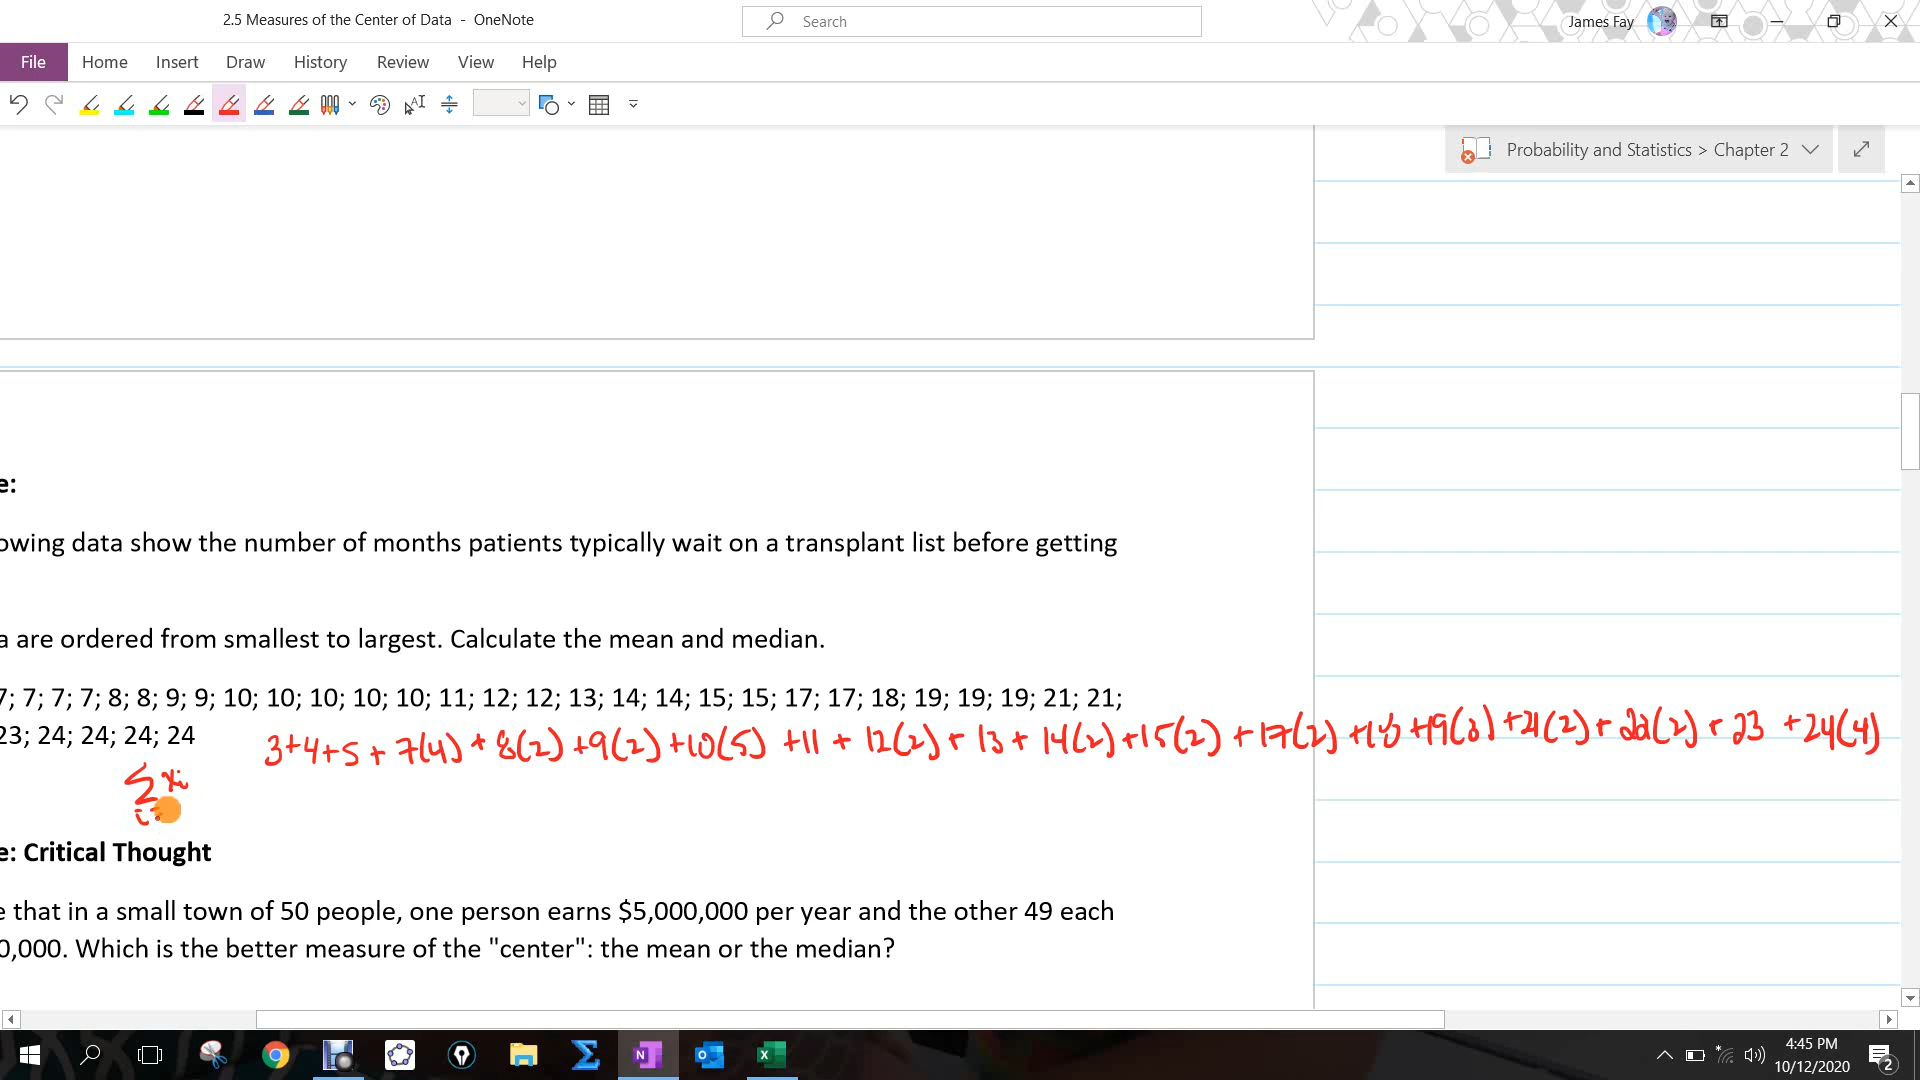 2.5 Measures of the Center of Data - OneNote
Search
James Fay
File Home Insert Draw History Review View Help
Probability and Statistics > Chapter 2
e:
owing data show the number of months patients typically wait on a transplant list before getting
a are ordered from smallest to largest. Calculate the mean and median.
7; 7; 7; 7; 8; 8; 9; 9; 10; 10; 10; 10; 10; 11; 12; 12; 13; 14; 14; 15; 15; 17; 17; 18; 19; 19; 19; 21; 21;
23; 24; 24; 24; 24
3+4+5+7(4)+8(2)+9(2)+10(5)+11+12(2)+13+14(2)+15(2)+17(2)+18+19(3)+21(2)+22(2)+23+24(4)
∑xi
i=
e: Critical Thought
e that in a small town of 50 people, one person earns $5,000,000 per year and the other 49 each
0,000. Which is the better measure of the "center": the mean or the median?
4:45 PM
10/12/2020
2